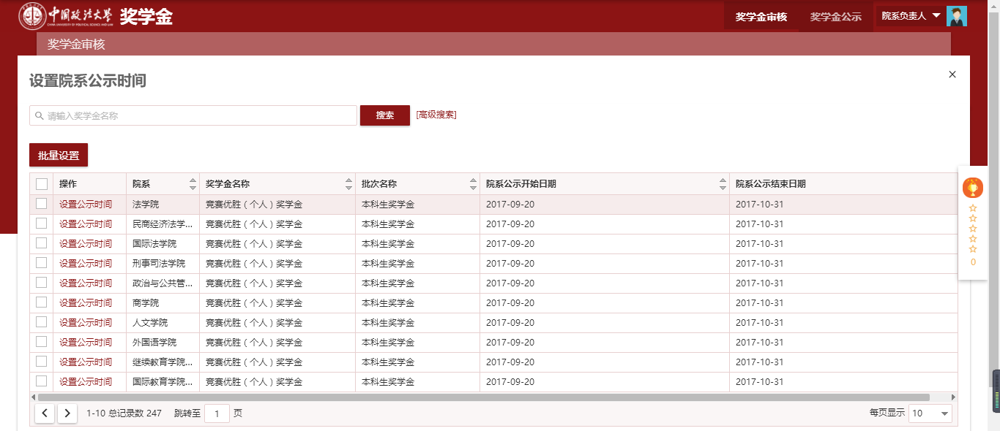 中国政法大学 奖学金 奖学金审核 奖学金公示 院系负责人
CHINA UNIVERSITY OF POLITICAL SCIENCE AND LAW
奖学金审核
设置院系公示时间
请输入奖学金名称 搜索 [高级搜索]
批量设置
操作 院系 奖学金名称 批次名称 院系公示开始日期 院系公示结束日期
设置公示时间 法学院 竞赛优胜（个人）奖学金 本科生奖学金 2017-09-20 2017-10-31
设置公示时间 民商经济法学... 竞赛优胜（个人）奖学金 本科生奖学金 2017-09-20 2017-10-31
设置公示时间 国际法学院 竞赛优胜（个人）奖学金 本科生奖学金 2017-09-20 2017-10-31
设置公示时间 刑事司法学院 竞赛优胜（个人）奖学金 本科生奖学金 2017-09-20 2017-10-31
设置公示时间 政治与公共管... 竞赛优胜（个人）奖学金 本科生奖学金 2017-09-20 2017-10-31
设置公示时间 商学院 竞赛优胜（个人）奖学金 本科生奖学金 2017-09-20 2017-10-31
设置公示时间 人文学院 竞赛优胜（个人）奖学金 本科生奖学金 2017-09-20 2017-10-31
设置公示时间 外国语学院 竞赛优胜（个人）奖学金 本科生奖学金 2017-09-20 2017-10-31
设置公示时间 继续教育学院... 竞赛优胜（个人）奖学金 本科生奖学金 2017-09-20 2017-10-31
设置公示时间 国际教育学院... 竞赛优胜（个人）奖学金 本科生奖学金 2017-09-20 2017-10-31
0
1-10 总记录数 247 跳转至 1 页 每页显示 10